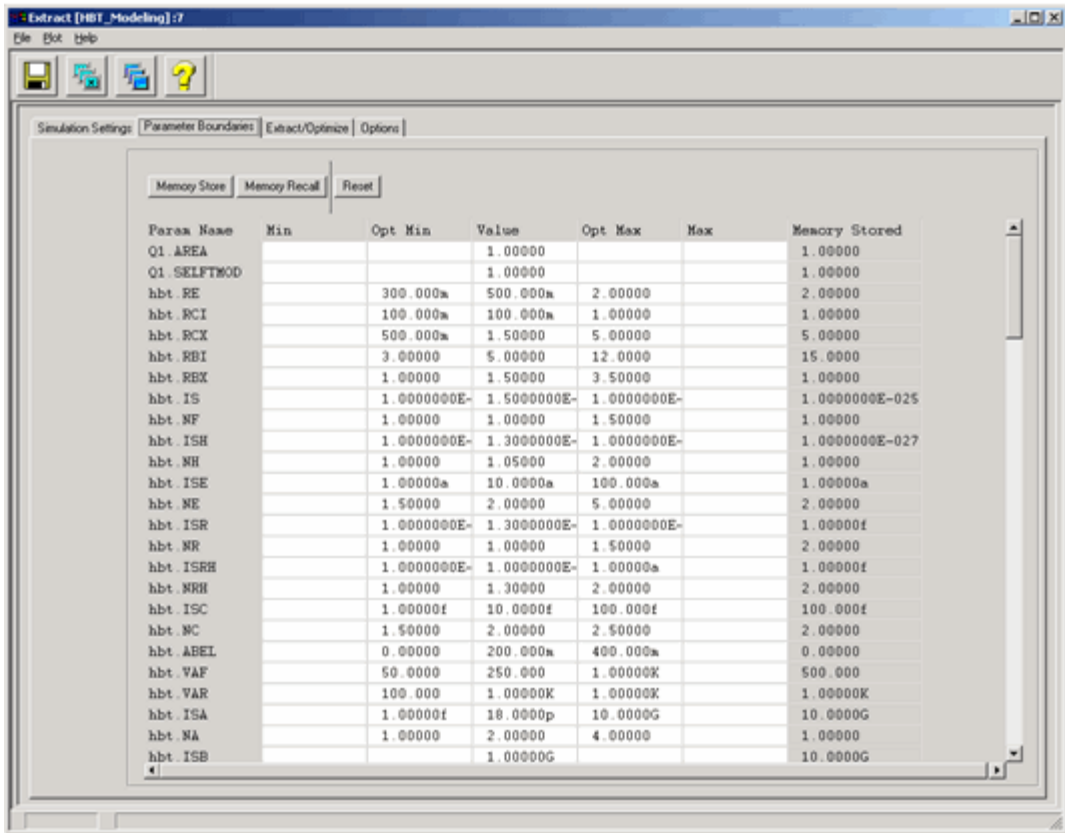 Extract [HBT_Modeling]:7
File Plot Help
Simulation Settings Parameter Boundaries Extract/Optimize Options
Memory Store Memory Recall Reset
Param Name Min Opt Min Value Opt Max Max Memory Stored
Q1.AREA 1.00000 1.00000
Q1.SELFTMOD 1.00000 1.00000
hbt.RE 300.000m 500.000m 2.00000 2.00000
hbt.RCI 100.000m 100.000m 1.00000 1.00000
hbt.RCX 500.000m 1.50000 5.00000 5.00000
hbt.RBI 3.00000 5.00000 12.0000 15.0000
hbt.RBX 1.00000 1.50000 3.50000 1.00000
hbt.IS 1.0000000E- 1.5000000E- 1.0000000E- 1.0000000E-025
hbt.NF 1.00000 1.00000 1.50000 1.00000
hbt.ISH 1.0000000E- 1.3000000E- 1.0000000E- 1.0000000E-027
hbt.NH 1.00000 1.05000 2.00000 1.00000
hbt.ISE 1.00000a 10.0000a 100.000a 1.00000a
hbt.NE 1.50000 2.00000 5.00000 2.00000
hbt.ISR 1.0000000E- 1.3000000E- 1.0000000E- 1.00000f
hbt.NR 1.00000 1.00000 1.50000 2.00000
hbt.ISRH 1.0000000E- 1.0000000E- 1.00000a 1.00000f
hbt.NRH 1.00000 1.30000 2.00000 2.00000
hbt.ISC 1.00000f 10.0000f 100.000f 100.000f
hbt.NC 1.50000 2.00000 2.50000 2.00000
hbt.ABEL 0.00000 200.000m 400.000m 0.00000
hbt.VAF 50.0000 250.000 1.00000K 500.000
hbt.VAR 100.000 1.00000K 1.00000K 1.00000K
hbt.ISA 1.00000f 18.0000p 10.0000G 10.0000G
hbt.NA 1.00000 2.00000 4.00000 1.00000
hbt.ISB 1.00000G 10.0000G